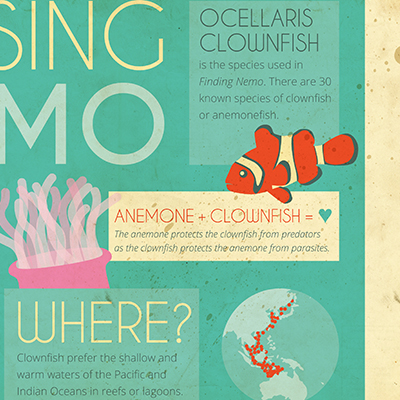 SING
MO
OCELLARIS
CLOWNFISH
is the species used in
Finding Nemo. There are 30
known species of clownfish
or anemonefish.
ANEMONE + CLOWNFISH = ♥
The anemone protects the clownfish from predators
as the clownfish protects the anemone from parasites.
WHERE?
Clownfish prefer the shallow and
warm waters of the Pacific and
Indian Oceans in reefs or lagoons.